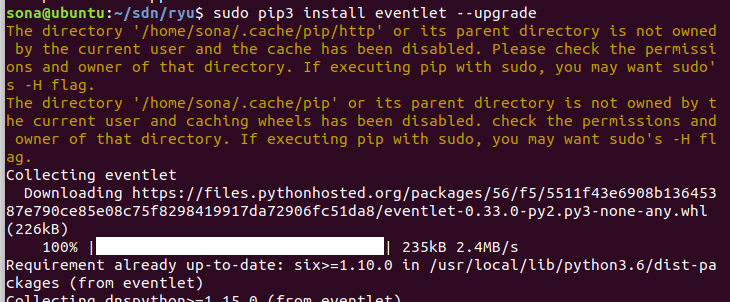 sona@ubuntu:~/sdn/ryu$ sudo pip3 install eventlet --upgrade
The directory '/home/sona/.cache/pip/http' or its parent directory is not owned
 by the current user and the cache has been disabled. Please check the permissi
ons and owner of that directory. If executing pip with sudo, you may want sudo'
s -H flag.
The directory '/home/sona/.cache/pip' or its parent directory is not owned by t
he current user and caching wheels has been disabled. check the permissions and
 owner of that directory. If executing pip with sudo, you may want sudo's -H fl
ag.
Collecting eventlet
  Downloading https://files.pythonhosted.org/packages/56/f5/5511f43e6908b136453
87e790ce85e08c75f8298419917da72906fc51da8/eventlet-0.33.0-py2.py3-none-any.whl
(226kB)
    100% |                                | 235kB 2.4MB/s
Requirement already up-to-date: six>=1.10.0 in /usr/local/lib/python3.6/dist-pa
ckages (from eventlet)
Collecting dnspython>=1.15.0 (from eventlet)